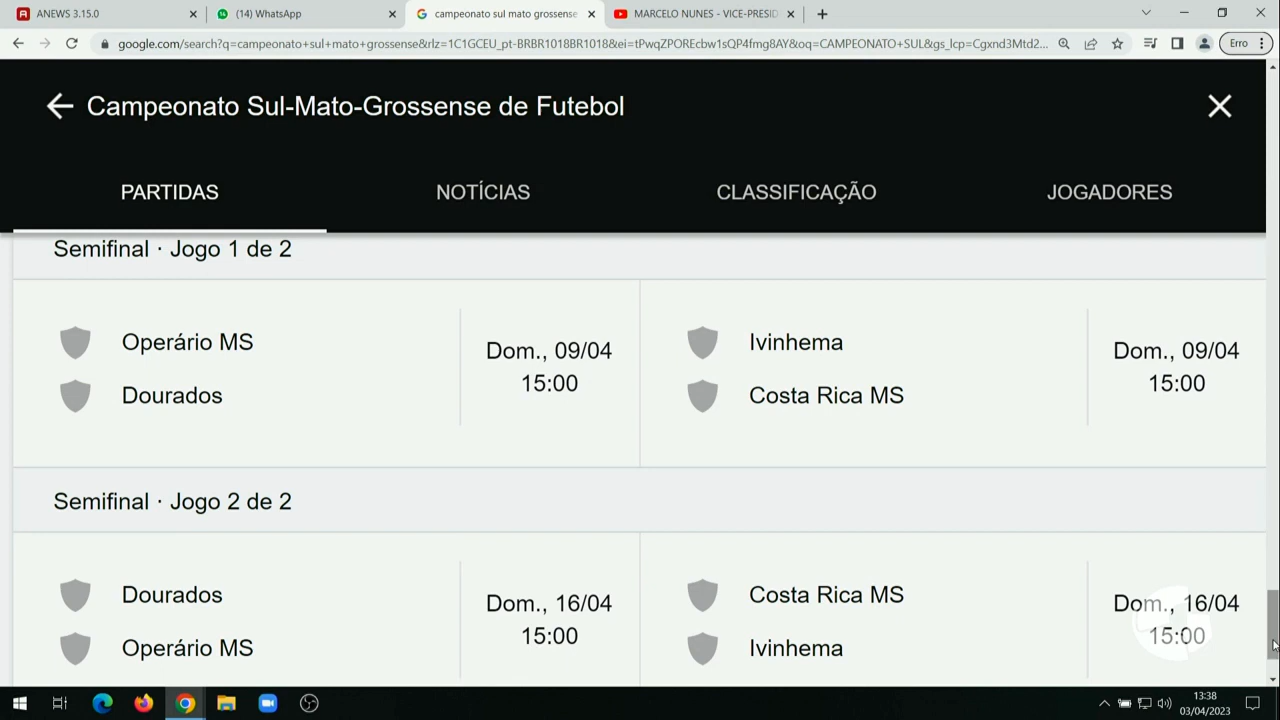 ANEWS 3.15.0
(14) WhatsApp
campeonato sul mato grossense
MARCELO NUNES - VICE-PRESID
google.com/search?q=campeonato+sul+mato+grossense&rlz=1C1GCEU_pt-BRBR1018BR1018&ei=tPwqZPOREcbw1sQP4fmg8AY&oq=CAMPEONATO+SUL&gs_lcp=Cgxnd3Mtd2...
Erro
Campeonato Sul-Mato-Grossense de Futebol
PARTIDAS NOTÍCIAS CLASSIFICAÇÃO JOGADORES
Semifinal · Jogo 1 de 2
Operário MS
Dourados
Dom., 09/04
15:00
Ivinhema
Costa Rica MS
Dom., 09/04
15:00
Semifinal · Jogo 2 de 2
Dourados
Operário MS
Dom., 16/04
15:00
Costa Rica MS
Ivinhema
Dom., 16/04
15:00
13:38
03/04/2023